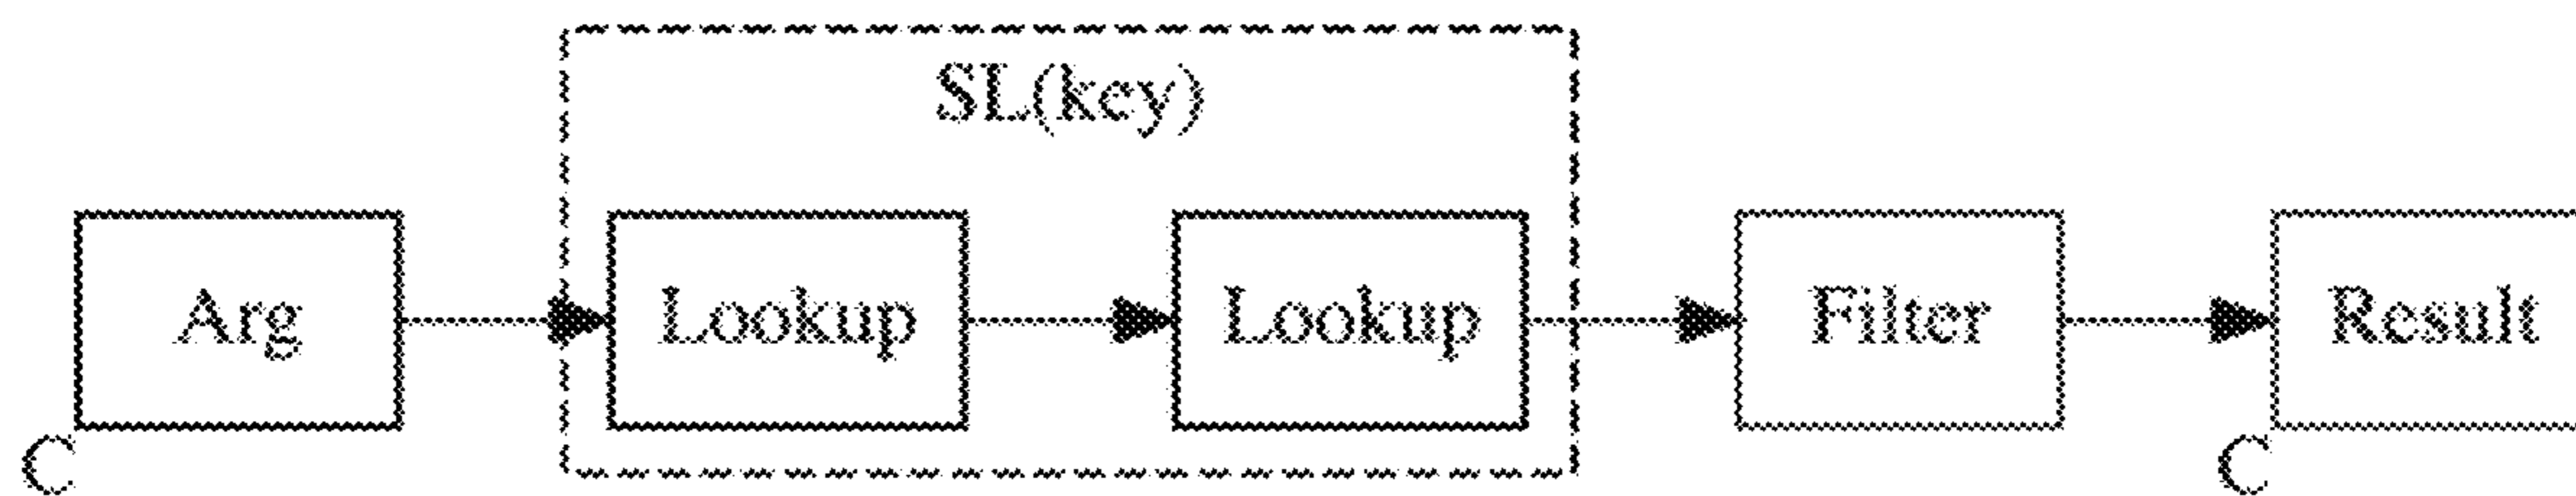 SL(key)
Arg
Lookup
Lookup
Filter
Result
C
C